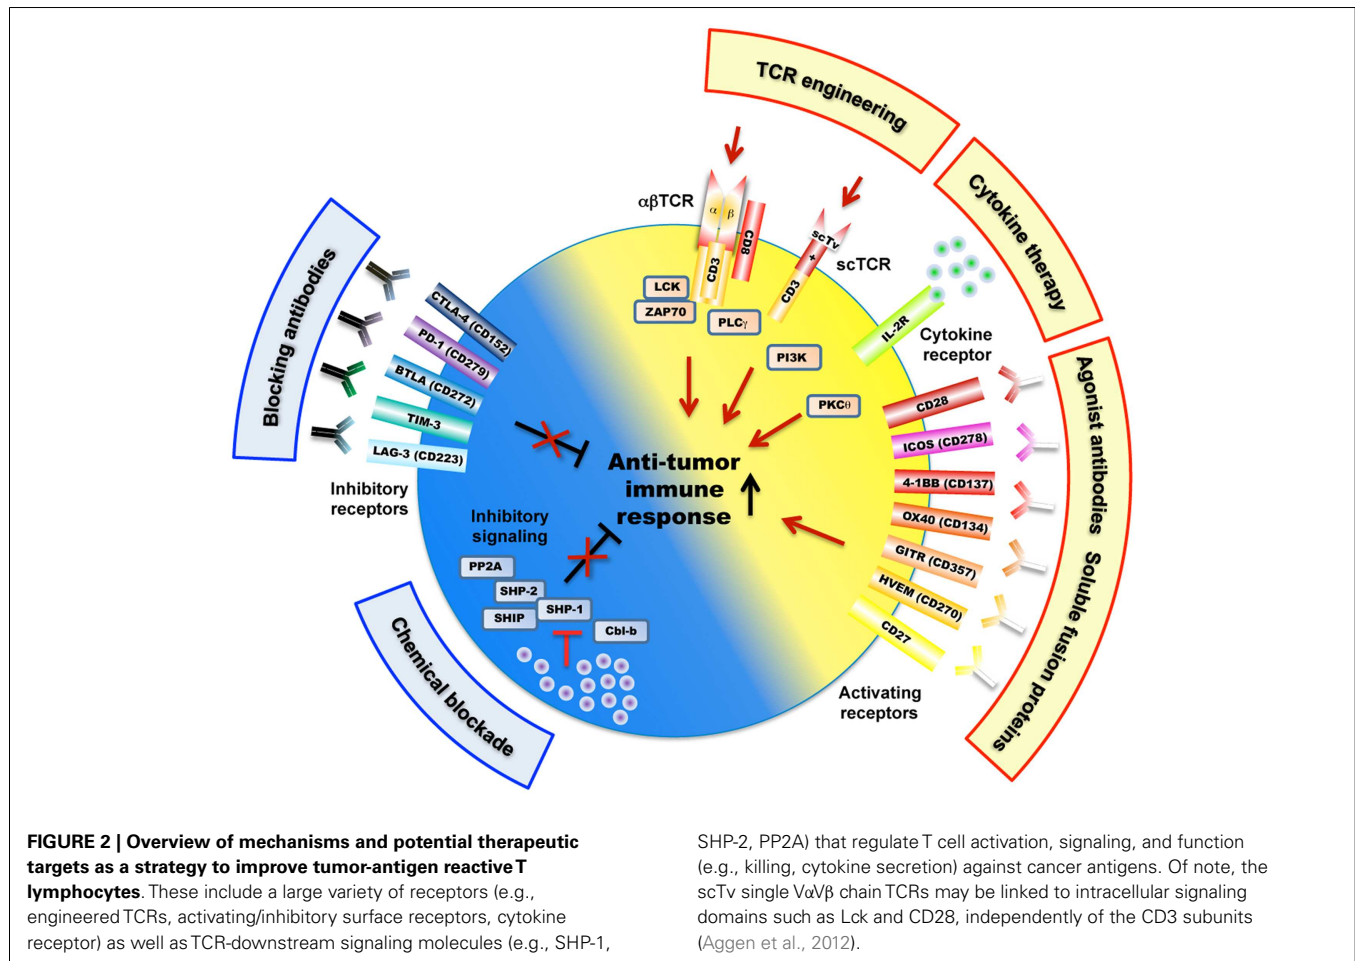 TCR engineering
Cytokine therapy
Agonist antibodies Soluble fusion proteins
Blocking antibodies
Chemical blockade
αβTCR
α
β
CD8
CD3
scTv
+
CD3
scTCR
LCK
ZAP70
PLCγ
PI3K
PKCθ
IL-2R
Cytokine
receptor
CTLA-4 (CD152)
PD-1 (CD279)
BTLA (CD272)
TIM-3
LAG-3 (CD223)
Inhibitory
receptors
CD28
ICOS (CD278)
4-1BB (CD137)
OX40 (CD134)
GITR (CD357)
HVEM (CD270)
CD27
Activating
receptors
Anti-tumor
immune
response
Inhibitory
signaling
PP2A
SHP-2
SHIP
SHP-1
Cbl-b
FIGURE 2 | Overview of mechanisms and potential therapeutic
targets as a strategy to improve tumor-antigen reactive T
lymphocytes. These include a large variety of receptors (e.g.,
engineered TCRs, activating/inhibitory surface receptors, cytokine
receptor) as well as TCR-downstream signaling molecules (e.g., SHP-1,
SHP-2, PP2A) that regulate T cell activation, signaling, and function
(e.g., killing, cytokine secretion) against cancer antigens. Of note, the
scTv single VαVβ chain TCRs may be linked to intracellular signaling
domains such as Lck and CD28, independently of the CD3 subunits
(Aggen et al., 2012).